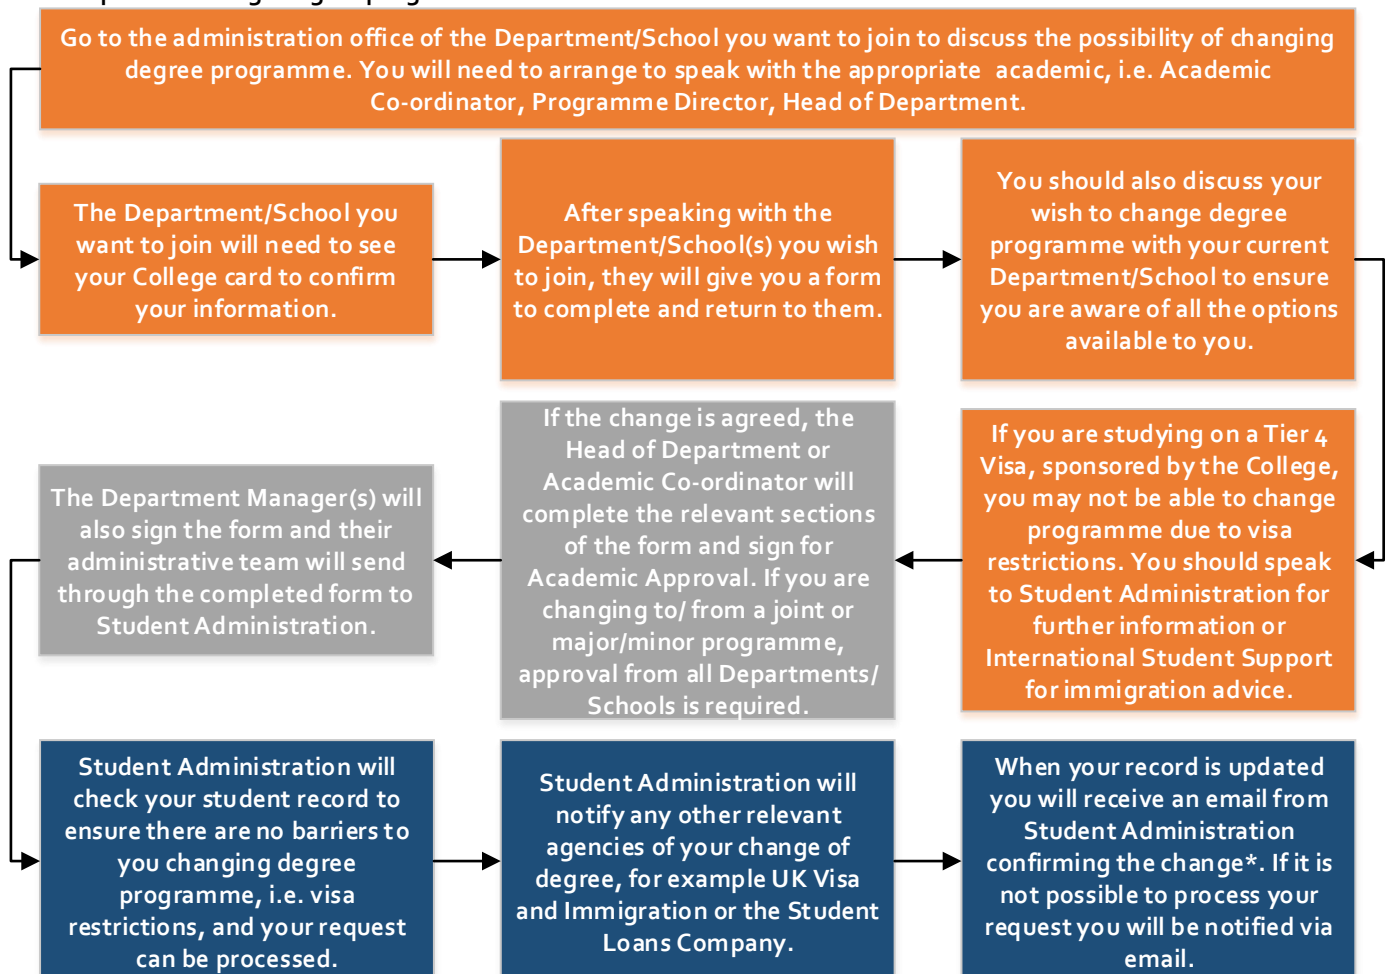 Go to the administration office of the Department/School you want to join to discuss the possibility of changing
degree programme. You will need to arrange to speak with the appropriate academic, i.e. Academic
Co-ordinator, Programme Director, Head of Department.
The Department/School you
want to join will need to see
your College card to confirm
your information.
After speaking with the
Department/School(s) you wish
to join, they will give you a form
to complete and return to them.
You should also discuss your
wish to change degree
programme with your current
Department/School to ensure
you are aware of all the options
available to you.
If you are studying on a Tier 4
Visa, sponsored by the College,
you may not be able to change
programme due to visa
restrictions. You should speak
to Student Administration for
further information or
International Student Support
for immigration advice.
If the change is agreed, the
Head of Department or
Academic Co-ordinator will
complete the relevant sections
of the form and sign for
Academic Approval. If you are
changing to/ from a joint or
major/minor programme,
approval from all Departments/
Schools is required.
The Department Manager(s) will
also sign the form and their
administrative team will send
through the completed form to
Student Administration.
Student Administration will
check your student record to
ensure there are no barriers to
you changing degree
programme, i.e. visa
restrictions, and your request
can be processed.
Student Administration will
notify any other relevant
agencies of your change of
degree, for example UK Visa
and Immigration or the Student
Loans Company.
When your record is updated
you will receive an email from
Student Administration
confirming the change*. If it is
not possible to process your
request you will be notified via
email.